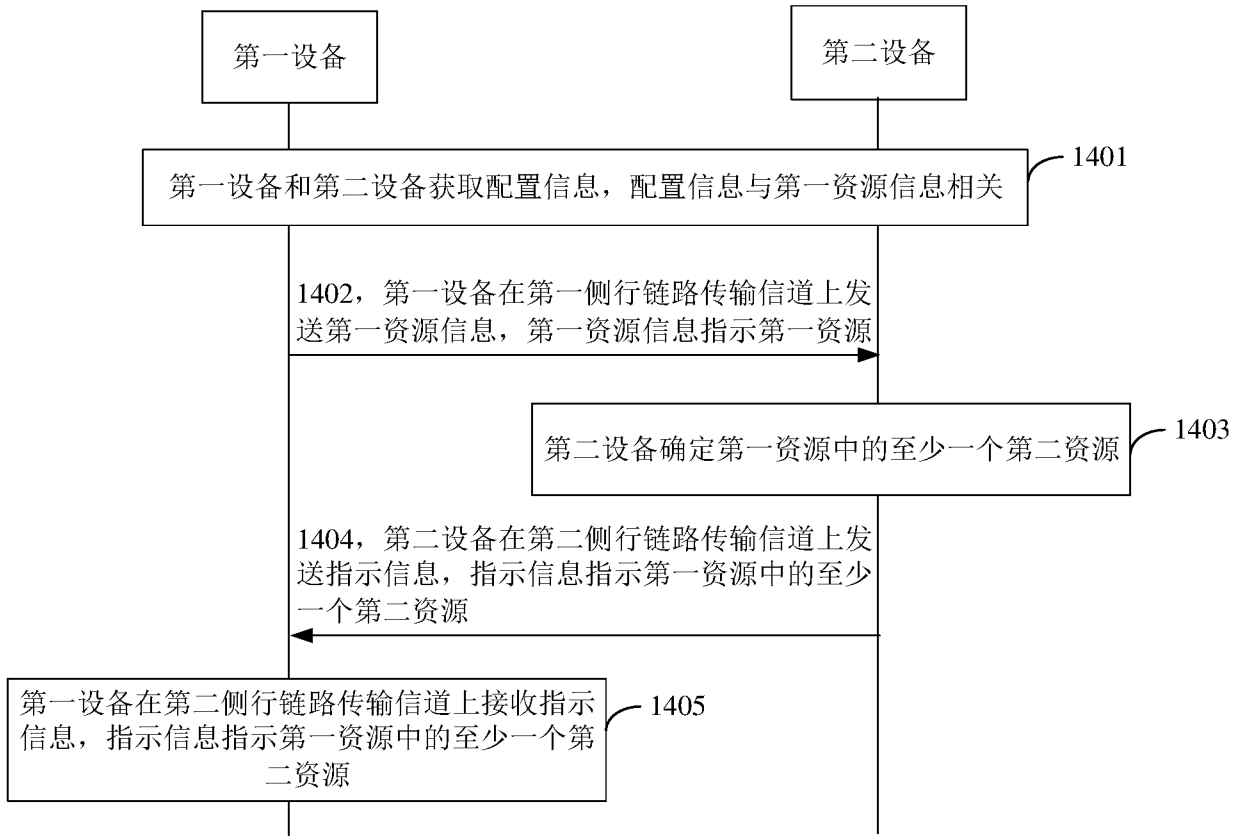 第一设备
第二设备
第一设备和第二设备获取配置信息，配置信息与第一资源信息相关
1401
1402，第一设备在第一侧行链路传输信道上发
送第一资源信息，第一资源信息指示第一资源
第二设备确定第一资源中的至少一个第二资源
1403
1404，第二设备在第二侧行链路传输信道上发
送指示信息，指示信息指示第一资源中的至少
一个第二资源
第一设备在第二侧行链路传输信道上接收指示
信息，指示信息指示第一资源中的至少一个第
二资源
1405